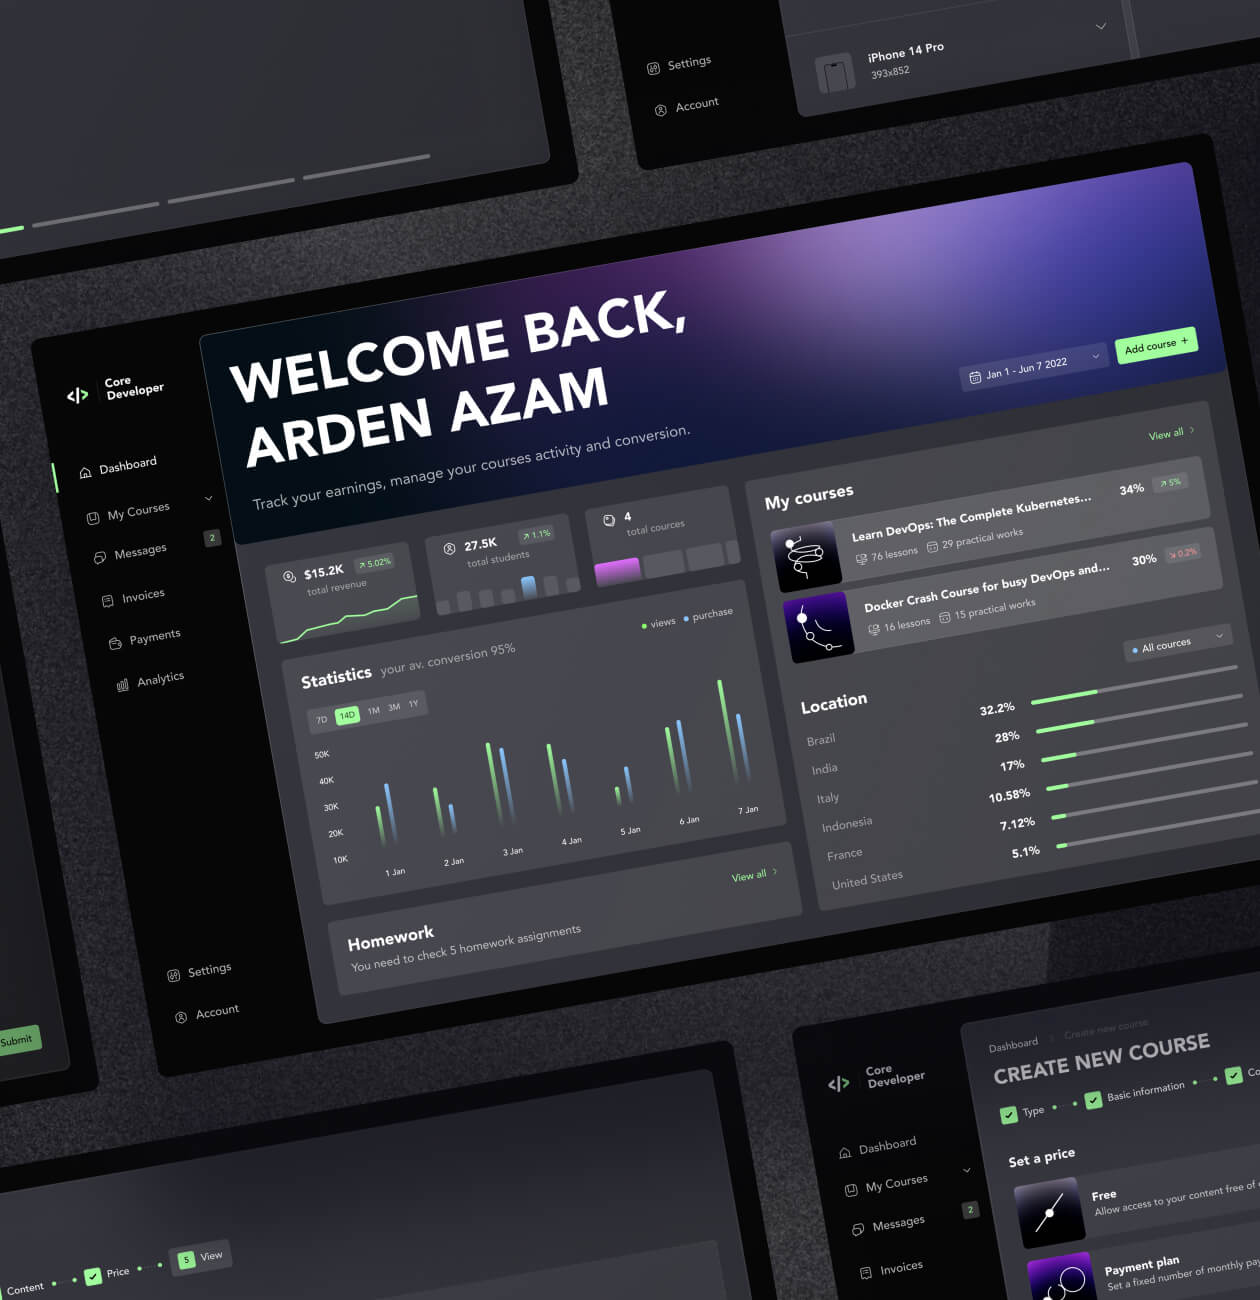 Settings
Account
iPhone 14 Pro
393x852
Core
Developer
Dashboard
My Courses
Messages
2
Invoices
Payments
Analytics
Settings
Account
WELCOME BACK,
ARDEN AZAM
Track your earnings, manage your courses activity and conversion.
Jan 1 - Jun 7 2022
Add course +
$15.2K
5.02%
total revenue
27.5K
1.1%
total students
4
total cources
Statistics your av. conversion 95%
views purchase
7D 14D 1M 3M 1Y
50K
40K
30K
20K
10K
1 Jan 2 Jan 3 Jan 4 Jan 5 Jan 6 Jan 7 Jan
Homework
You need to check 5 homework assignments
View all
My courses
View all
Learn DevOps: The Complete Kubernetes...
34% 5%
76 lessons 29 practical works
Docker Crash Course for busy DevOps and...
30% 0.2%
16 lessons 15 practical works
Location
All cources
Brazil 32.2%
India 28%
Italy 17%
Indonesia 10.58%
France 7.12%
United States 5.1%
Submit
Content Price 5 View
Core
Developer
Dashboard
My Courses
Messages
2
Invoices
Dashboard Create new course
CREATE NEW COURSE
Type Basic information Co
Set a price
Free
Allow access to your content free of
Payment plan
Set a fixed number of monthly pay